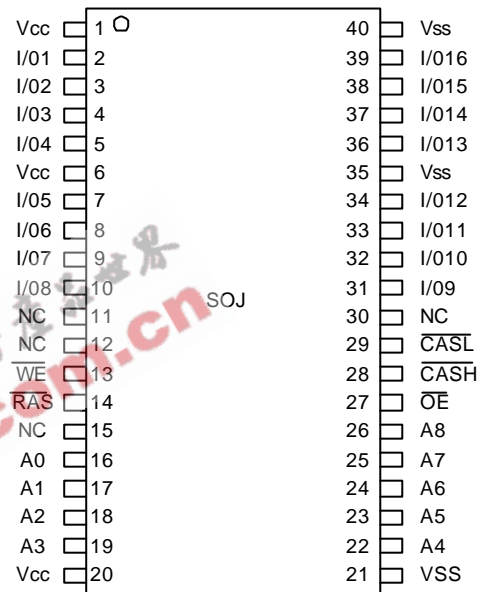 Vcc 1 40 Vss
I/01 2 39 I/016
I/02 3 38 I/015
I/03 4 37 I/014
I/04 5 36 I/013
Vcc 6 35 Vss
I/05 7 34 I/012
I/06 8 33 I/011
I/07 9 32 I/010
I/08 10 31 I/09
SOJ
NC 11 30 NC
NC 12 29 CASL
WE 13 28 CASH
RAS 14 27 OE
NC 15 26 A8
A0 16 25 A7
A1 17 24 A6
A2 18 23 A5
A3 19 22 A4
Vcc 20 21 VSS